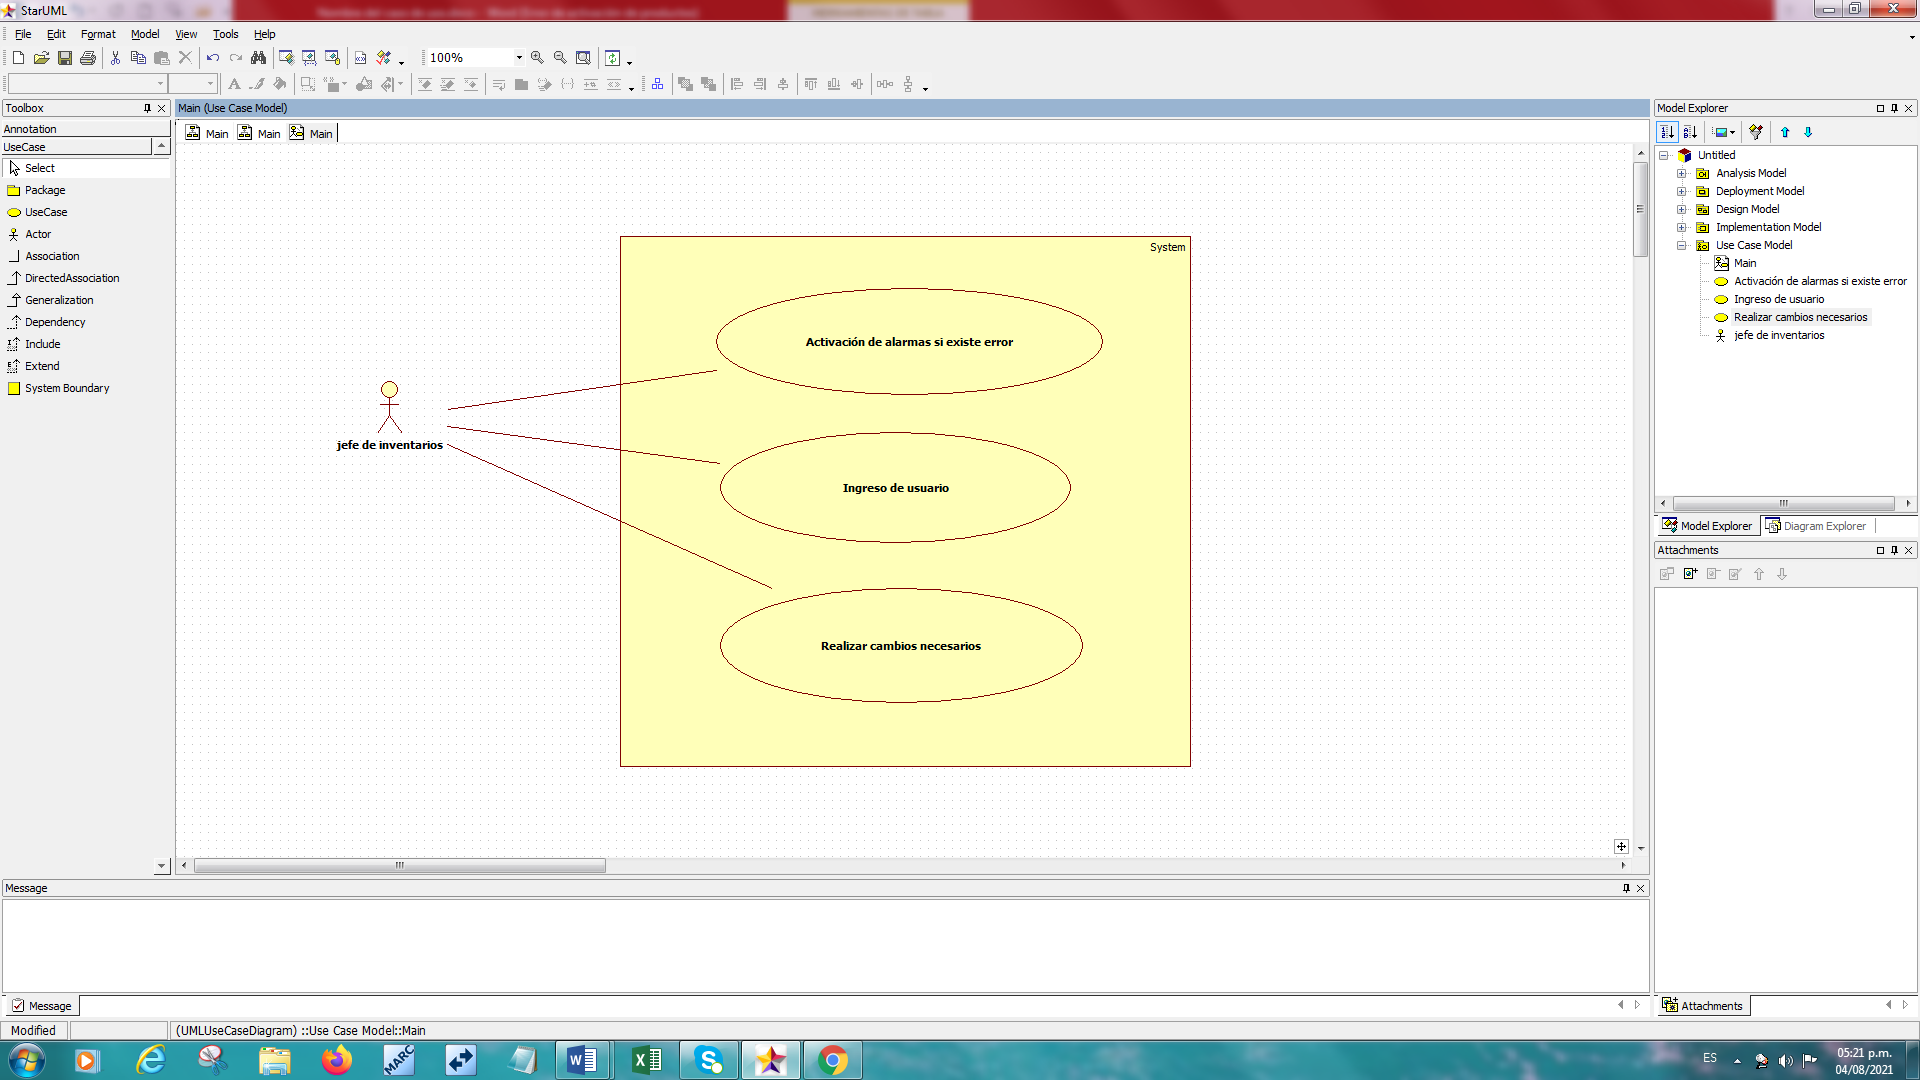 StarUML
File Edit Format Model View Tools Help
100%
Toolbox
Annotation
UseCase
Select
Package
UseCase
Actor
Association
DirectedAssociation
Generalization
Dependency
Include
Extend
System Boundary
Main (Use Case Model)
Main Main Main
System
Activación de alarmas si existe error
jefe de inventarios
Ingreso de usuario
Realizar cambios necesarios
Model Explorer
Untitled
Analysis Model
Deployment Model
Design Model
Implementation Model
Use Case Model
Main
Activación de alarmas si existe error
Ingreso de usuario
Realizar cambios necesarios
jefe de inventarios
Model Explorer Diagram Explorer
Attachments
Attachments
Message
Message
Modified
(UMLUseCaseDiagram) ::Use Case Model::Main
MARC
ES
05:21 p.m.
04/08/2021